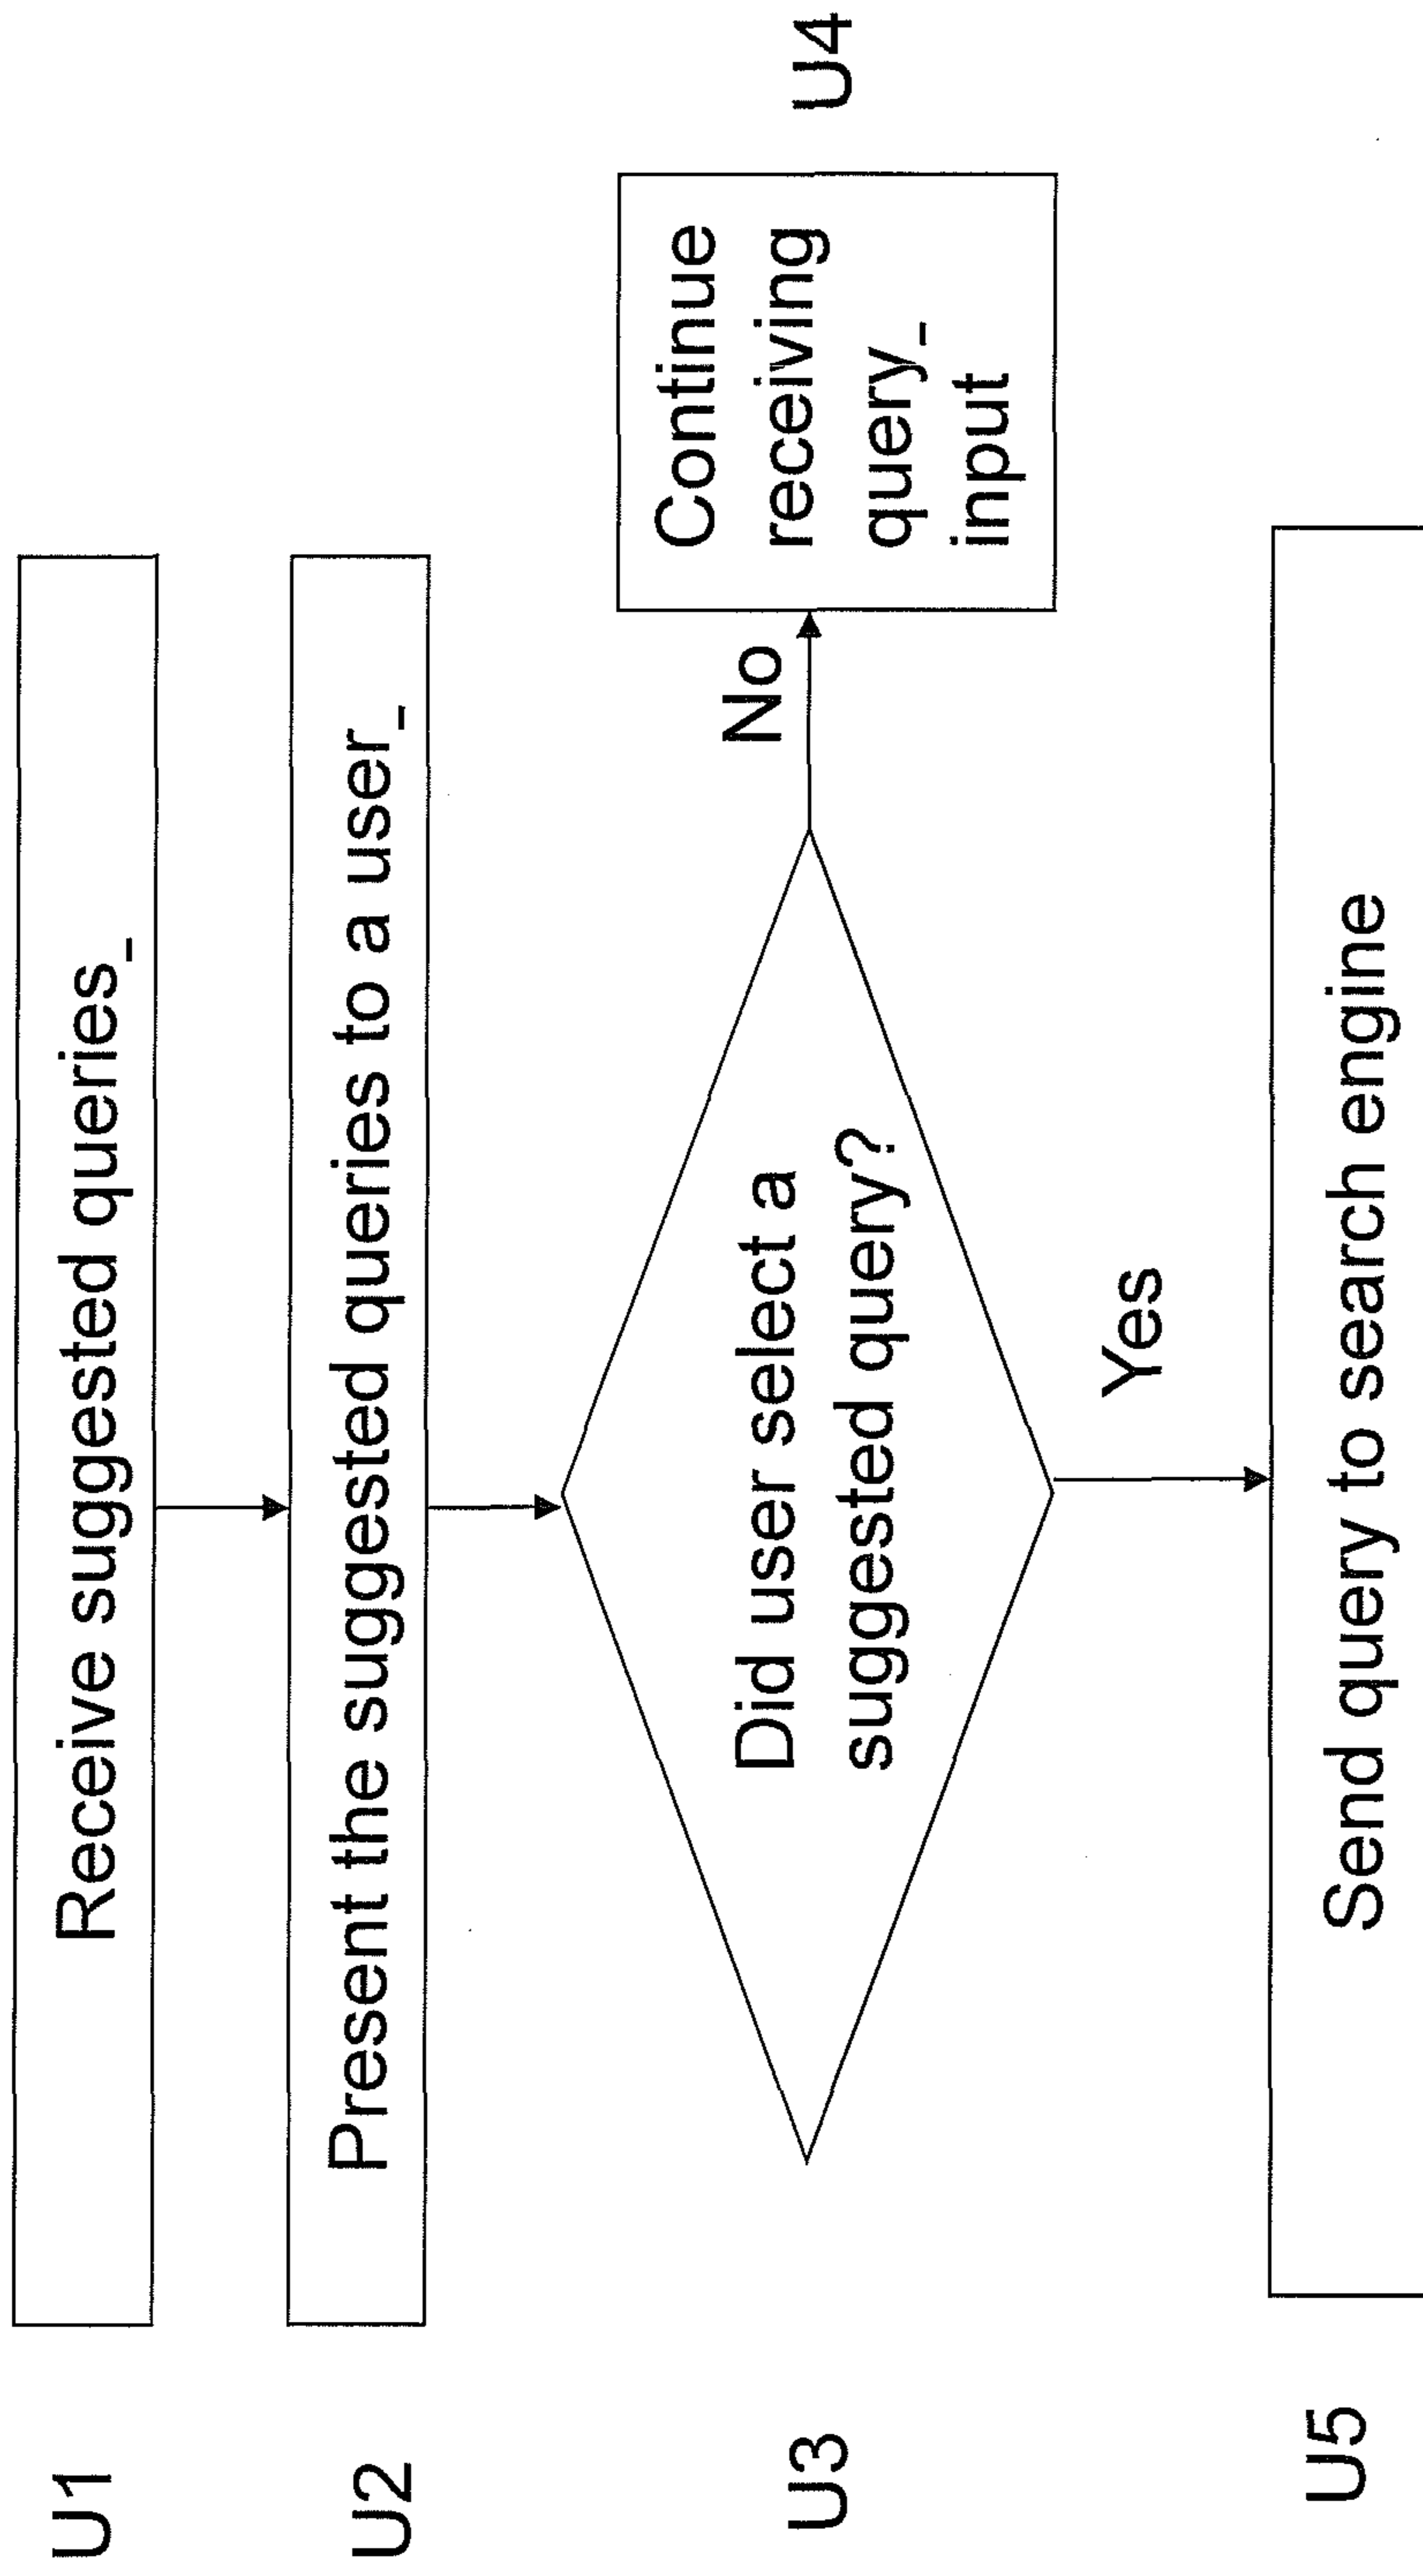 U1
Receive suggested queries_
U2
Present the suggested queries to a user_
U3
Did user select a
suggested query?
No
Continue
receiving
query_
input
U4
Yes
U5
Send query to search engine